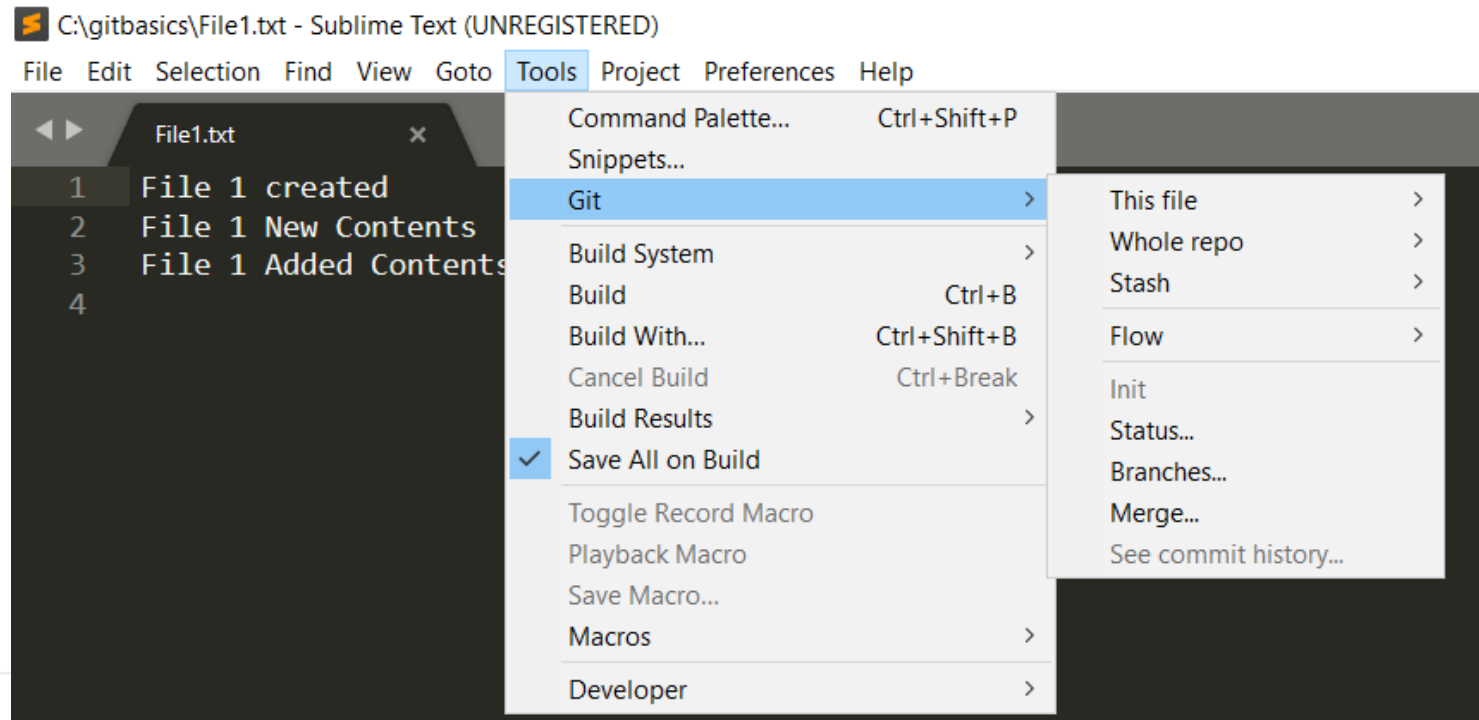 C:\gitbasics\File1.txt - Sublime Text (UNREGISTERED)
File Edit Selection Find View Goto Tools Project Preferences Help
File1.txt
1 File 1 created
2 File 1 New Contents
3 File 1 Added Contents
4
Command Palette... Ctrl+Shift+P
Snippets...
Git
Build System
Build Ctrl+B
Build With... Ctrl+Shift+B
Cancel Build Ctrl+Break
Build Results
Save All on Build
Toggle Record Macro
Playback Macro
Save Macro...
Macros
Developer
This file
Whole repo
Stash
Flow
Init
Status...
Branches...
Merge...
See commit history...